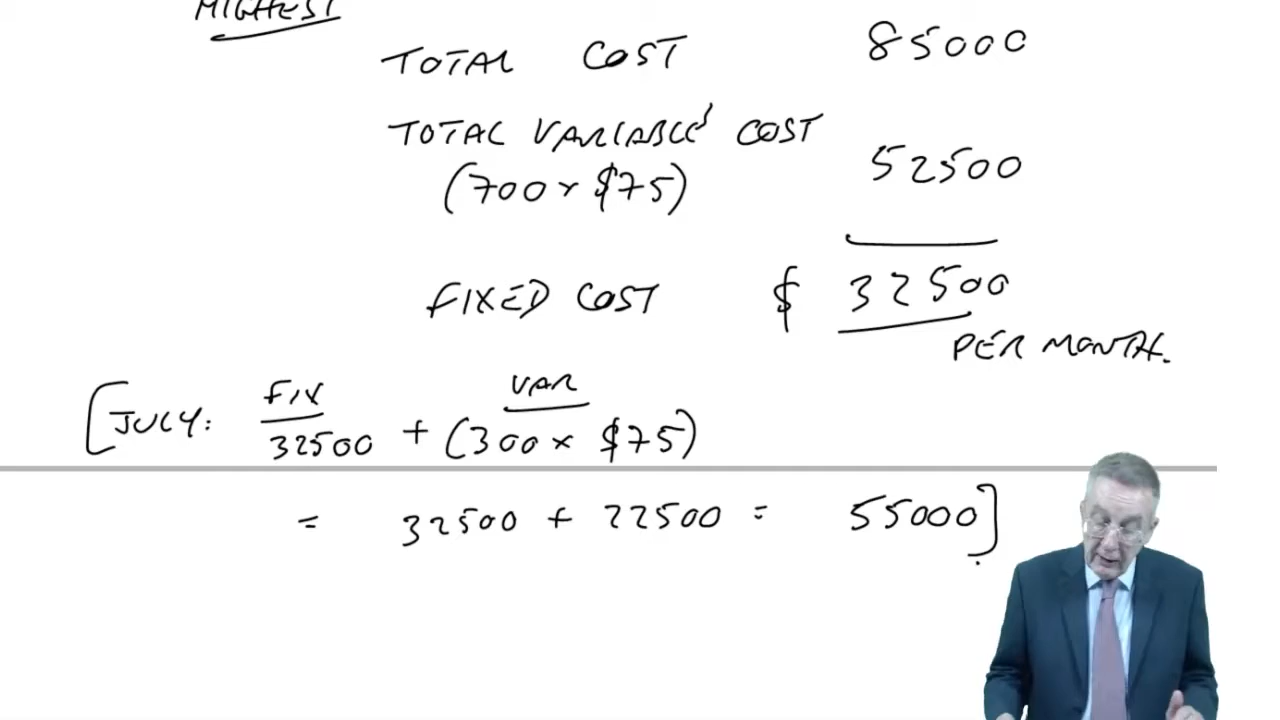 HIGHEST
TOTAL COST 85000
TOTAL VARIABLE COST
(700 x $75) 52500
FIXED COST $ 32500
PER MONTH.
FIX VAR
[JULY: 32500 + (300 x $75)
= 32500 + 22500 = 55000]